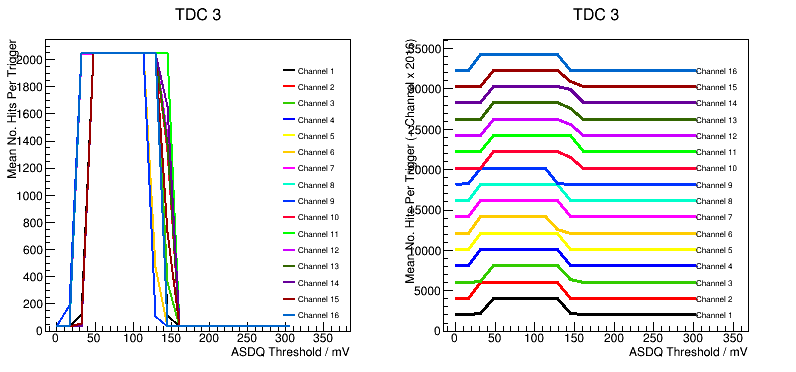 TDC 3
Mean No. Hits Per Trigger
2000
1800
1600
1400
1200
1000
800
600
400
200
0
0 50 100 150 200 250 300 350
ASDQ Threshold / mV
Channel 1
Channel 2
Channel 3
Channel 4
Channel 5
Channel 6
Channel 7
Channel 8
Channel 9
Channel 10
Channel 11
Channel 12
Channel 13
Channel 14
Channel 15
Channel 16
TDC 3
Mean No. Hits Per Trigger (+ Channel x 2016)
35000
30000
25000
20000
15000
10000
5000
0
0 50 100 150 200 250 300 350
ASDQ Threshold / mV
Channel 16
Channel 15
Channel 14
Channel 13
Channel 12
Channel 11
Channel 10
Channel 9
Channel 8
Channel 7
Channel 6
Channel 5
Channel 4
Channel 3
Channel 2
Channel 1